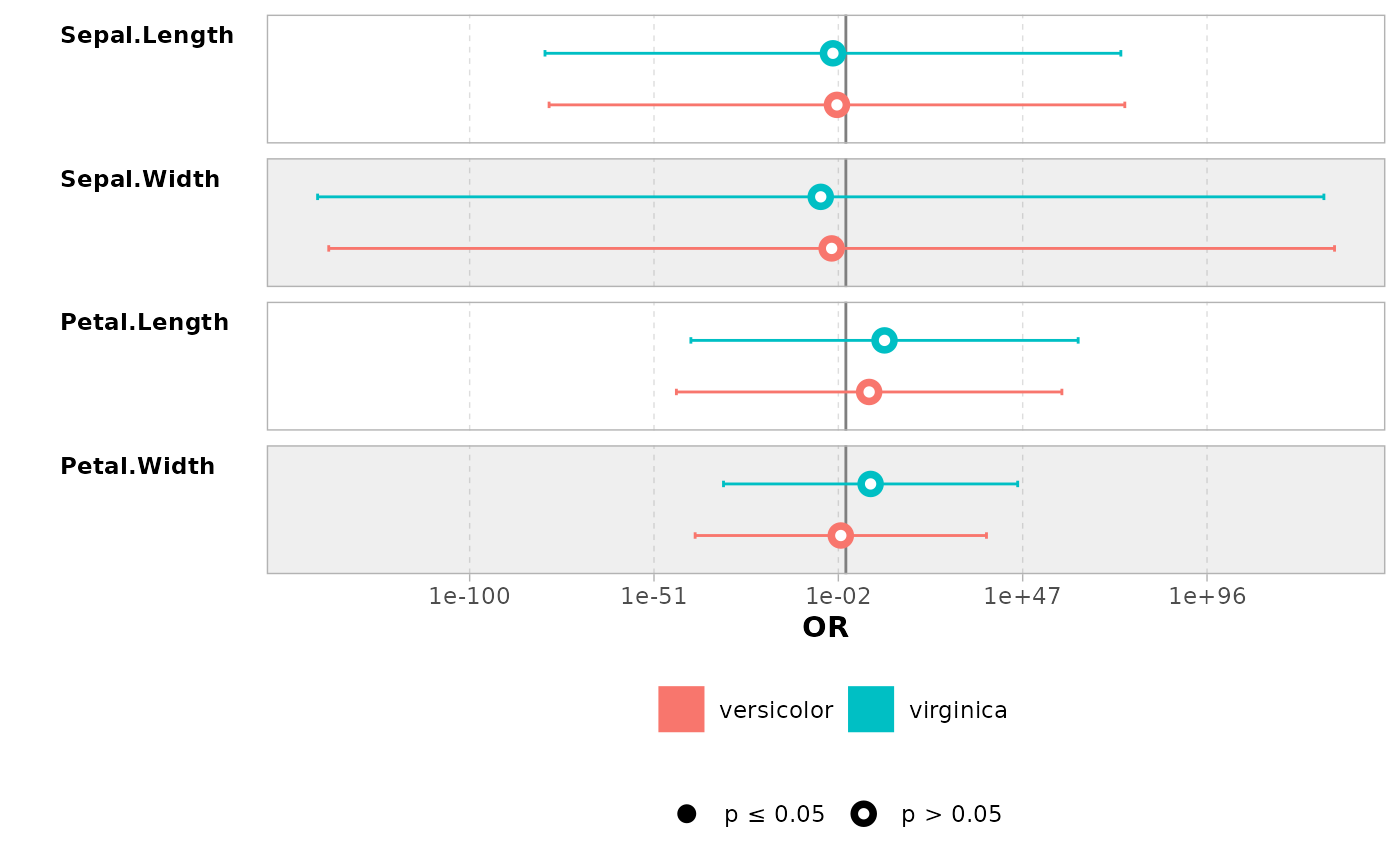 Sepal.Length
Sepal.Width
Petal.Length
Petal.Width
1e-100 1e-51 1e-02 1e+47 1e+96
OR
versicolor virginica
p ≤ 0.05 p > 0.05